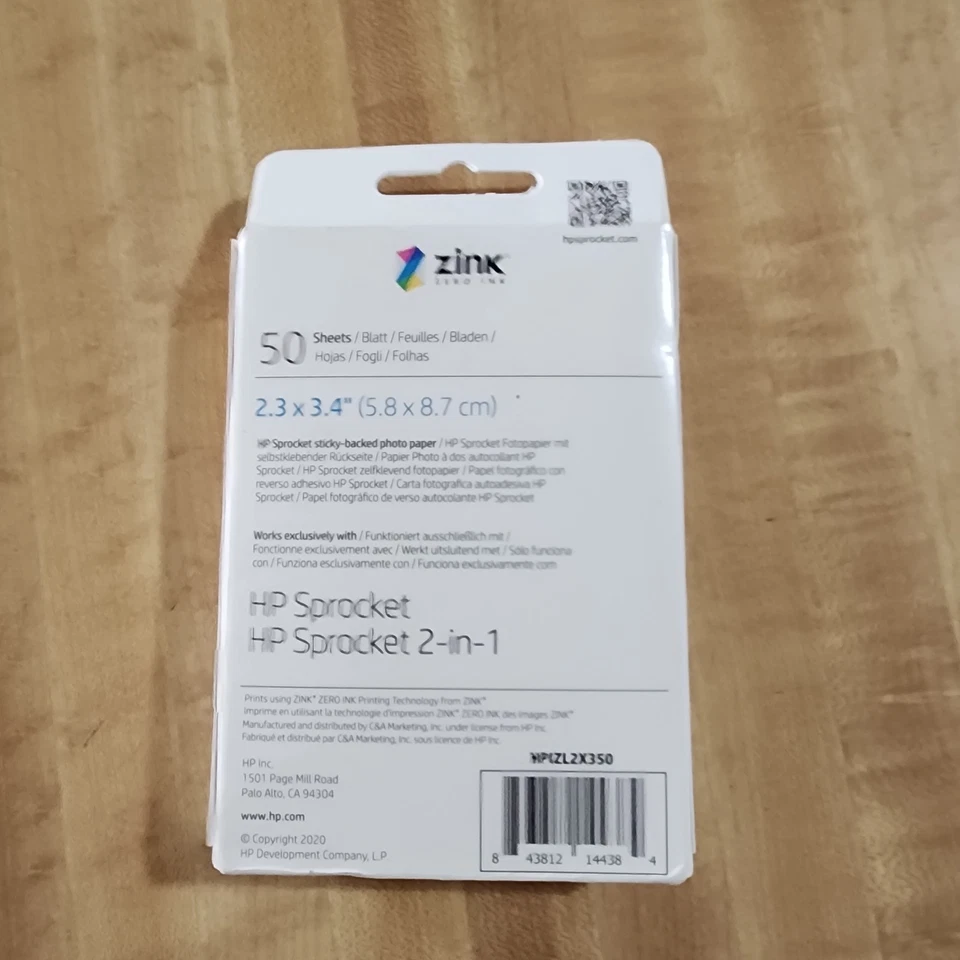 hpsprocket.com
zink™
ZERO INK
50 Sheets / Blatt / Feuilles / Bladen /
Hojas / Fogli / Folhas
2.3 x 3.4" (5.8 x 8.7 cm)
HP Sprocket sticky-backed photo paper / HP Sprocket Fotopapier mit
selbstklebender Rückseite / Papier Photo à dos autocollant HP
Sprocket / HP Sprocket zelfklevend fotopapier / Papel fotográfico con
reverso adhesivo HP Sprocket / Carta fotografica autoadesiva HP
Sprocket / Papel fotográfico de verso autocolante HP Sprocket
Works exclusively with / Funktioniert ausschließlich mit /
Fonctionne exclusivement avec / Werkt uitsluitend met / Sólo funciona
con / Funziona esclusivamente con / Funciona exclusivamente com
HP Sprocket
HP Sprocket 2-in-1
Prints using ZINK™ ZERO INK Printing Technology from ZINK™
Imprime en utilisant la technologie d'impression ZINK™ ZERO INK des images ZINK™
Manufactured and distributed by C&A Marketing, Inc. under license from HP Inc.
Fabriqué et distribué par C&A Marketing, Inc. sous licence de HP Inc.
HPIZL2X350
HP Inc.
1501 Page Mill Road
Palo Alto, CA 94304
www.hp.com
© Copyright 2020
HP Development Company, L.P.
8 43812 14438 4